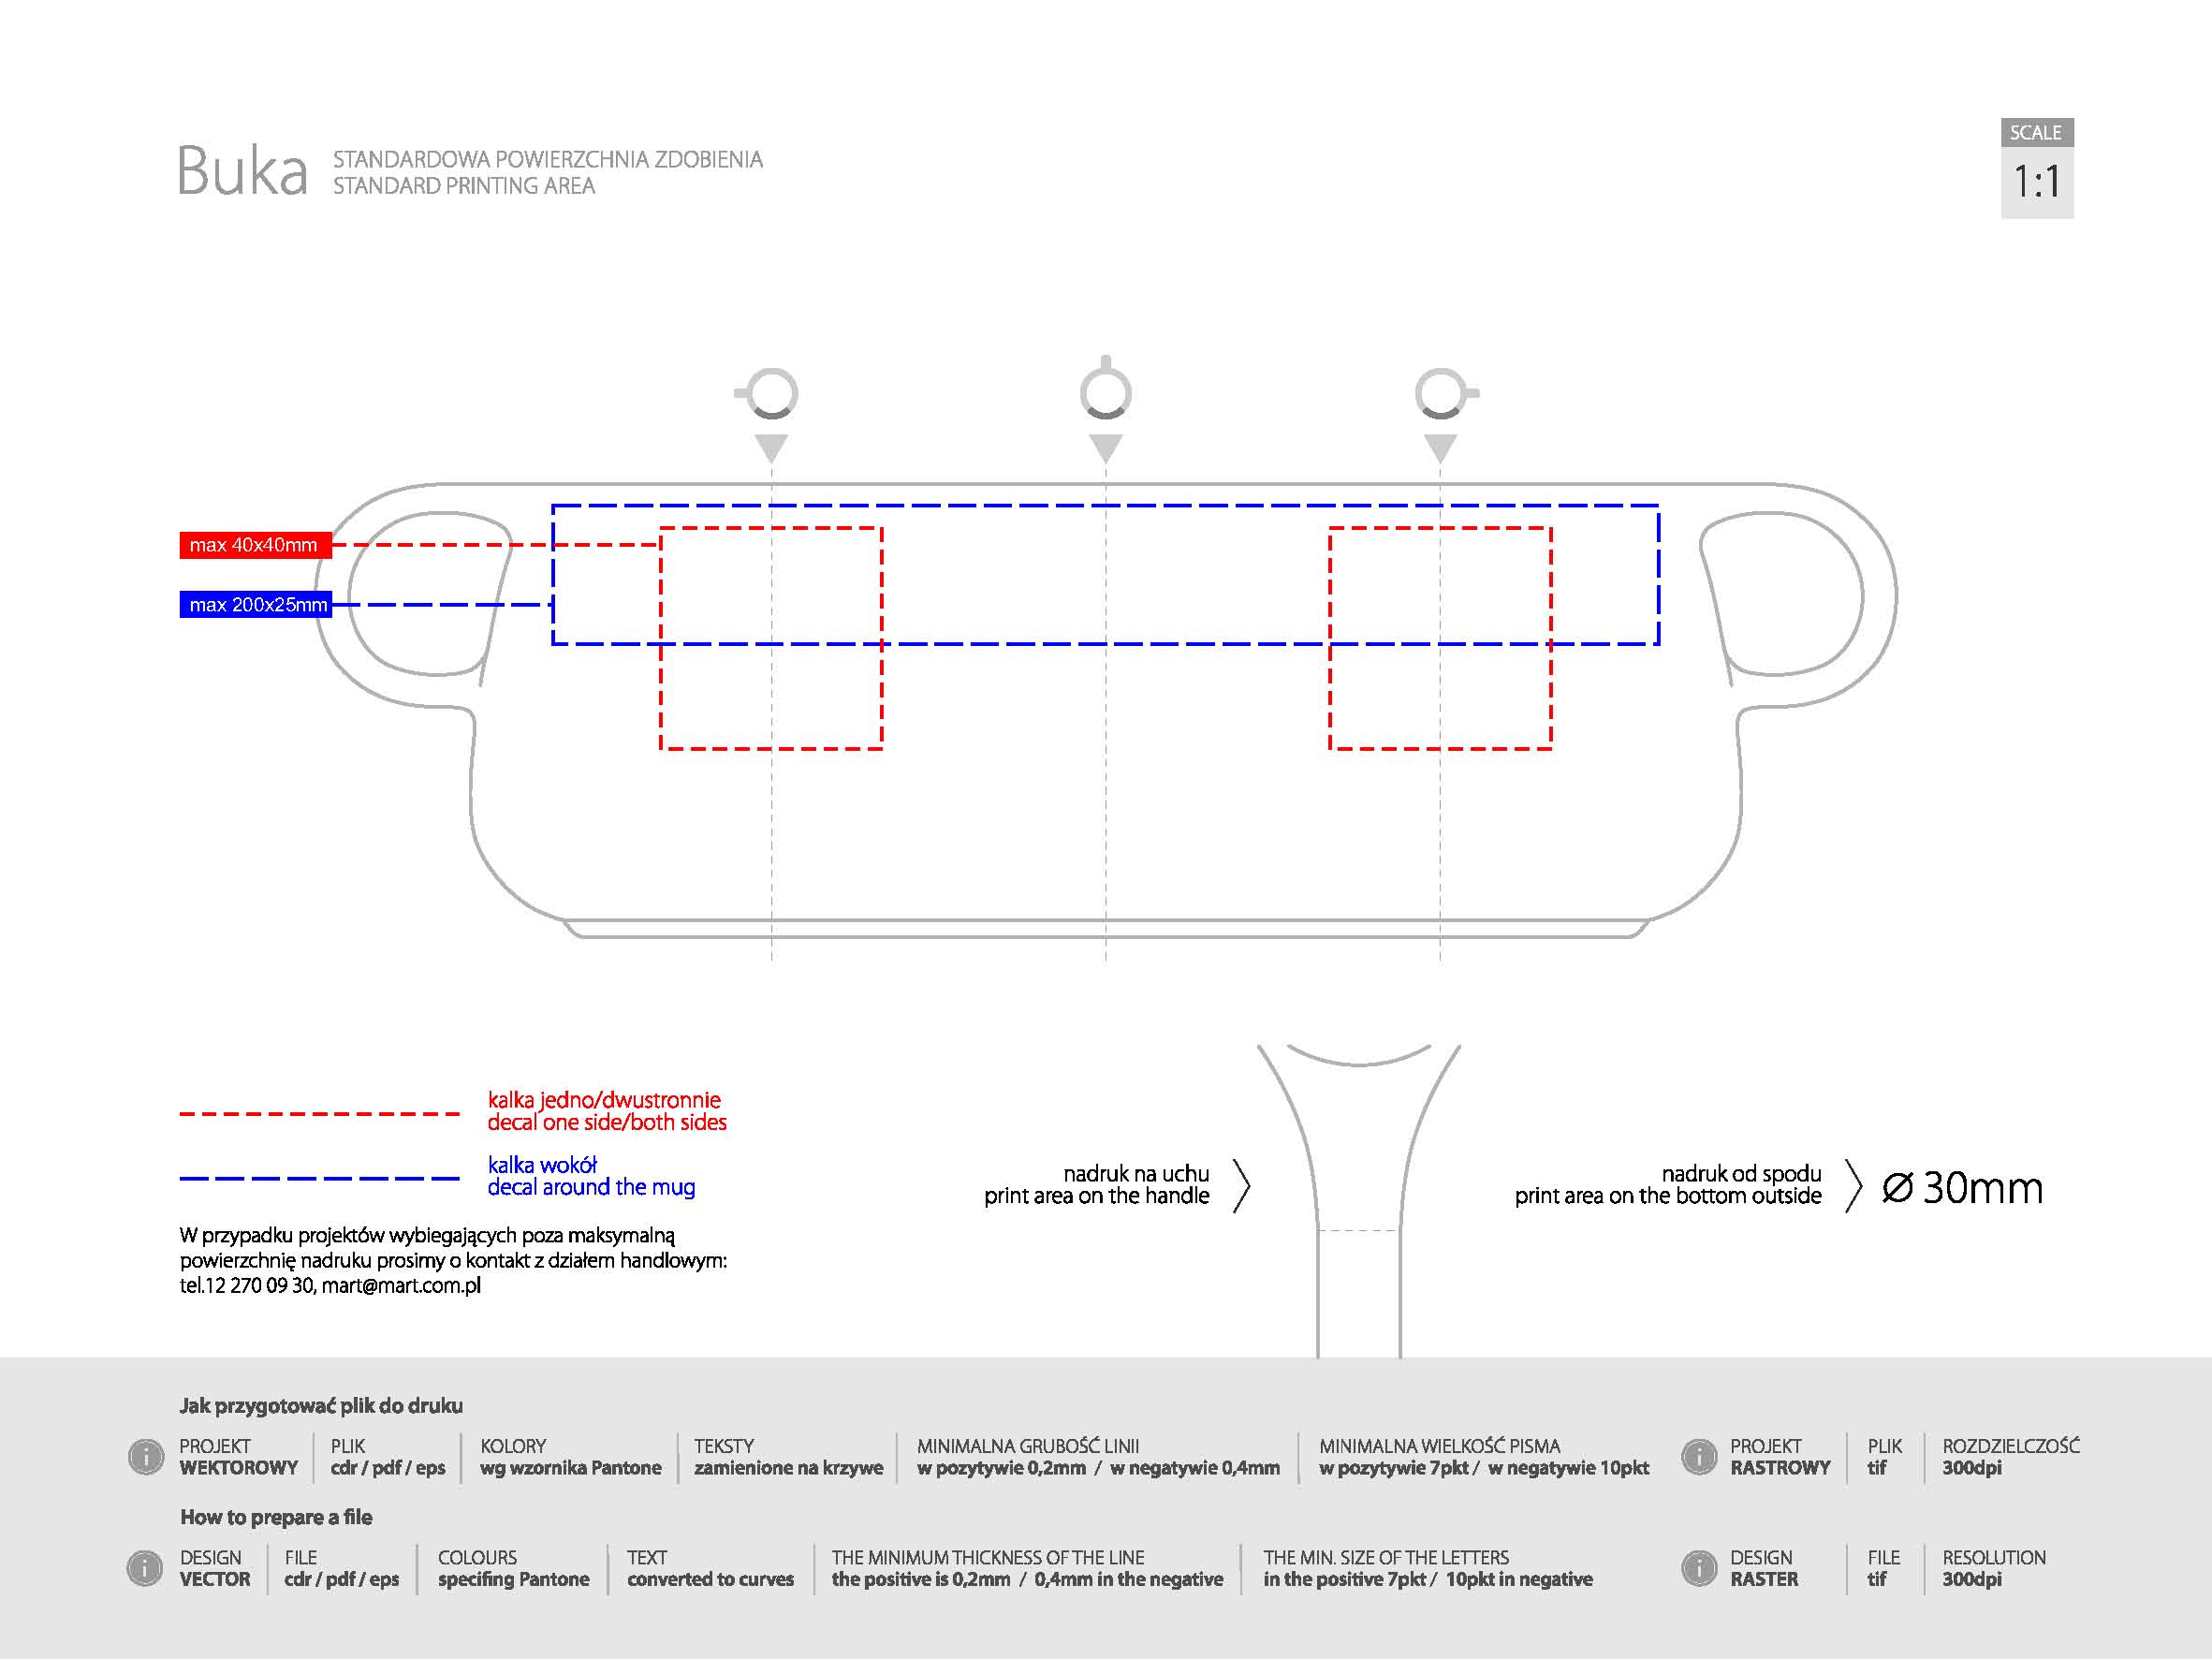 Buka
STANDARDOWA POWIERZCHNIA ZDOBIENIA
STANDARD PRINTING AREA
SCALE
1:1
max 40x40mm
max 200x25mm
kalka jedno/dwustronnie
decal one side/both sides
kalka wokół
decal around the mug
W przypadku projektów wybiegających poza maksymalną
powierzchnię nadruku prosimy o kontakt z działem handlowym:
tel.12 270 09 30, mart@mart.com.pl
nadruk na uchu
print area on the handle
nadruk od spodu
print area on the bottom outside
Ø 30mm
Jak przygotować plik do druku
i
PROJEKT
WEKTOROWY
PLIK
cdr / pdf / eps
KOLORY
wg wzornika Pantone
TEKSTY
zamienione na krzywe
MINIMALNA GRUBOŚĆ LINII
w pozytywie 0,2mm / w negatywie 0,4mm
MINIMALNA WIELKOŚĆ PISMA
w pozytywie 7pkt / w negatywie 10pkt
i
PROJEKT
RASTROWY
PLIK
tif
ROZDZIELCZOŚĆ
300dpi
How to prepare a file
i
DESIGN
VECTOR
FILE
cdr / pdf / eps
COLOURS
specifing Pantone
TEXT
converted to curves
THE MINIMUM THICKNESS OF THE LINE
the positive is 0,2mm / 0,4mm in the negative
THE MIN. SIZE OF THE LETTERS
in the positive 7pkt / 10pkt in negative
i
DESIGN
RASTER
FILE
tif
RESOLUTION
300dpi